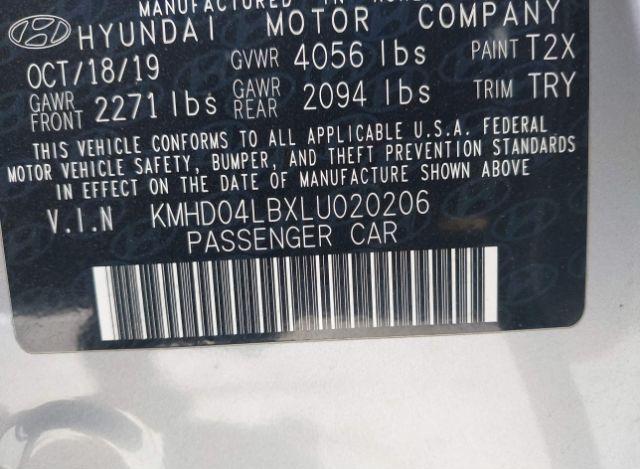 MANUFACTURED IN
HYUNDAI MOTOR COMPANY
OCT/18/19 GVWR 4056 lbs PAINT T2X
GAWR FRONT 2271 lbs GAWR REAR 2094 lbs TRIM TRY
THIS VEHICLE CONFORMS TO ALL APPLICABLE U.S.A. FEDERAL
MOTOR VEHICLE SAFETY, BUMPER, AND THEFT PREVENTION STANDARDS
IN EFFECT ON THE DATE OF MANUFACTURE SHOWN ABOVE
V.I.N KMHD04LBXLU020206
PASSENGER CAR